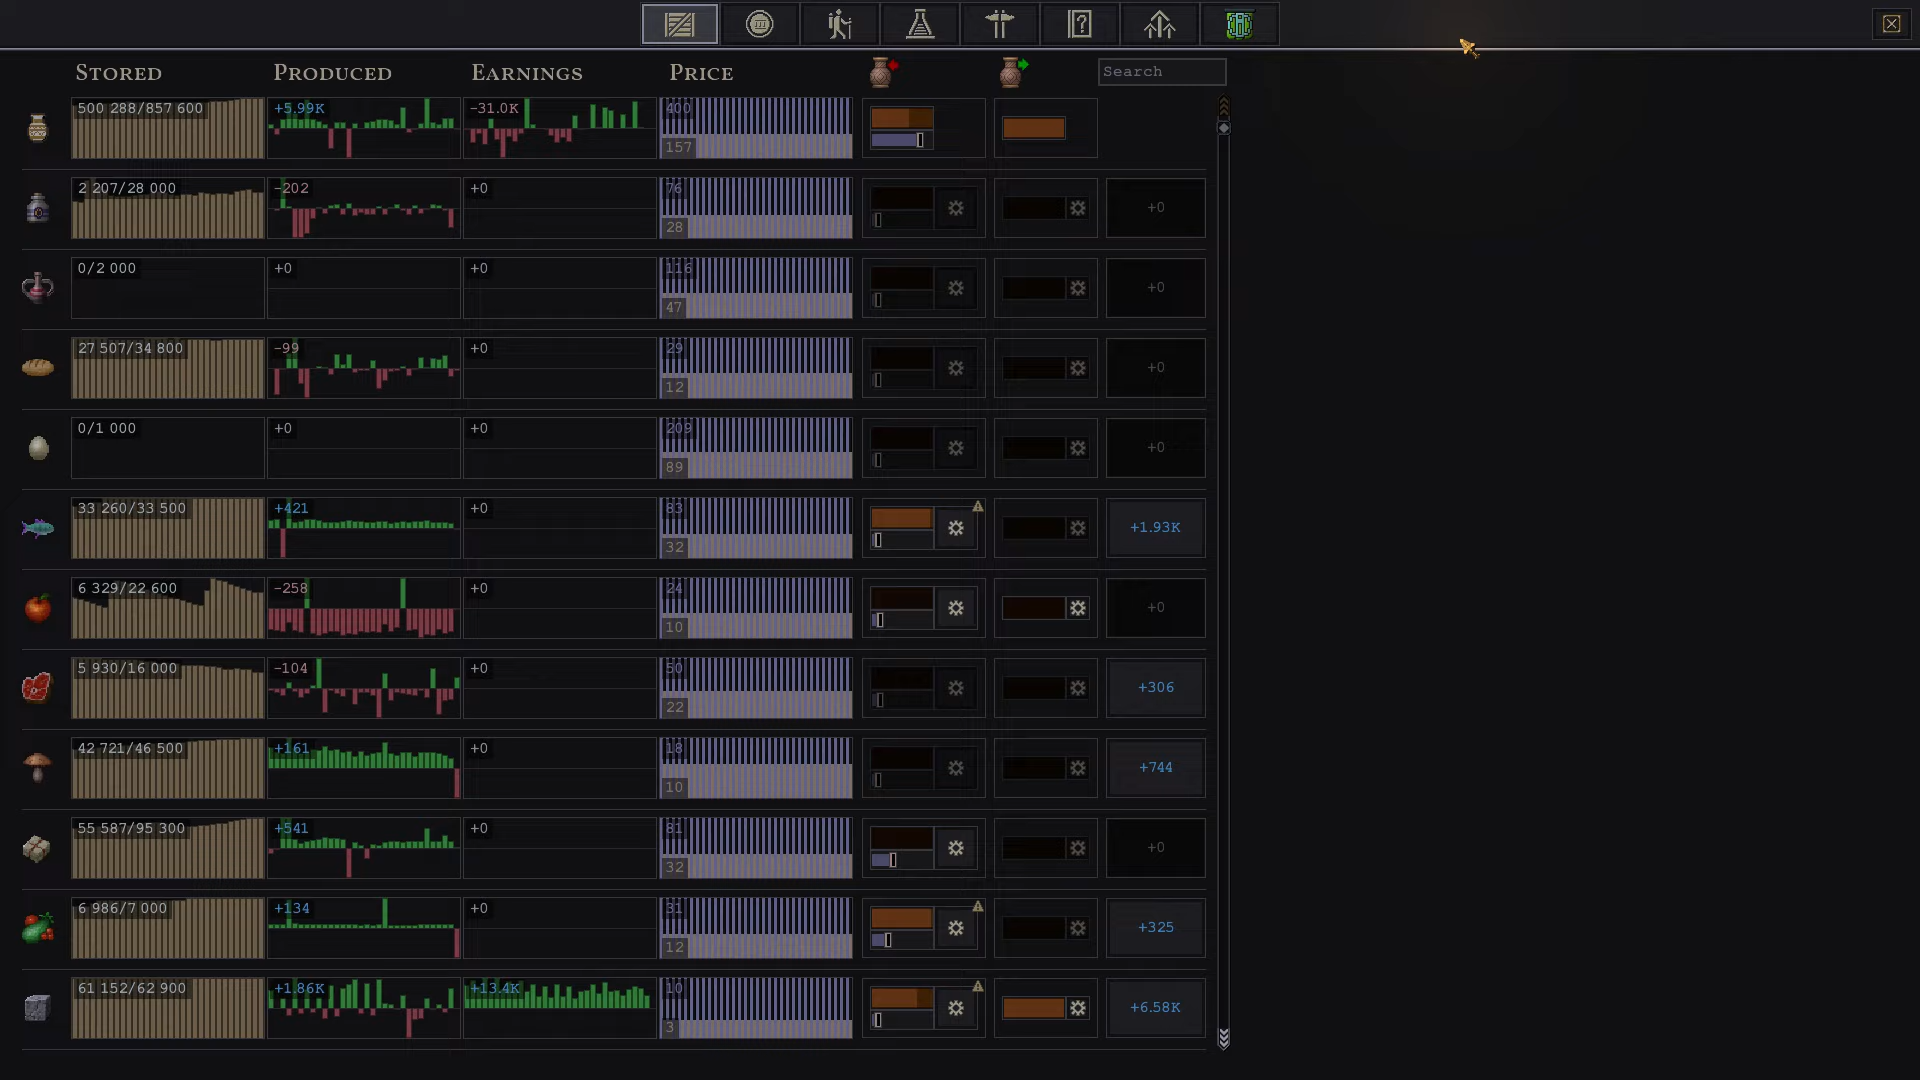 STORED PRODUCED EARNINGS PRICE Search
500 288/857 600 +5.99K -31.0K 400
157
2 207/28 000 -202 +0 76
+0
28
0/2 000 +0 +0 116
+0
47
27 507/34 800 -99 +0 29
+0
12
0/1 000 +0 +0 209
+0
89
33 260/33 500 +421 +0 83
+1.93K
32
6 329/22 600 -258 +0 24
+0
10
5 930/16 000 -104 +0 50
+306
22
42 721/46 500 +161 +0 18
+744
10
55 587/95 300 +541 +0 81
+0
32
6 986/7 000 +134 +0 31
+325
12
61 152/62 900 +1.86K +13.4K 10
+6.58K
3